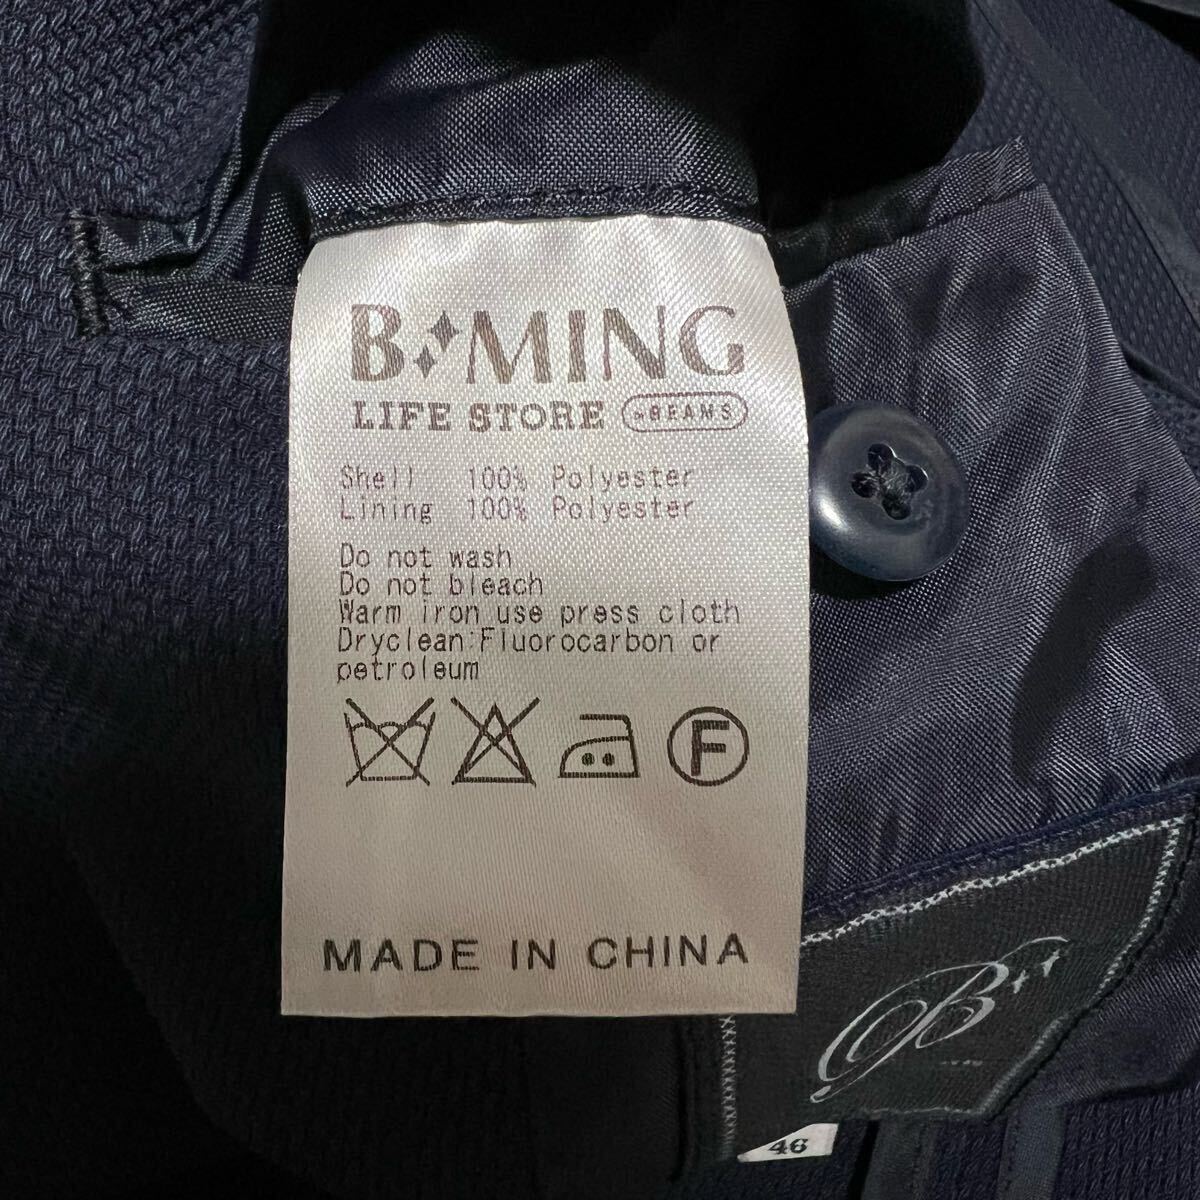 B MING
LIFE STORE by BEAMS
Shell 100% Polyester
Lining 100% Polyester
Do not wash
Do not bleach
Warm iron use press cloth
Dryclean:Fluorocarbon or
petroleum
F
MADE IN CHINA
B
46